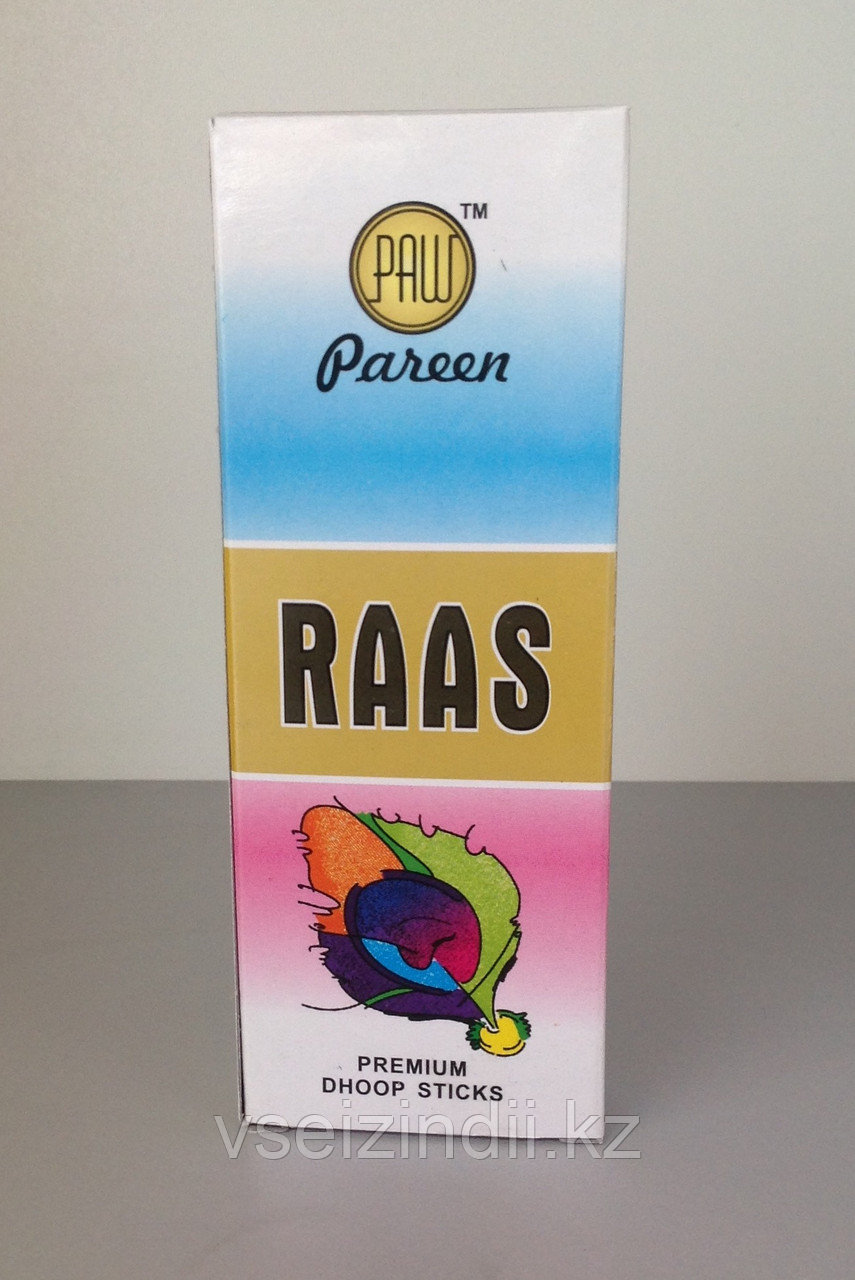 PAW
TM
Pareen
RAAS
PREMIUM
DHOOP STICKS
vseizindii.kz